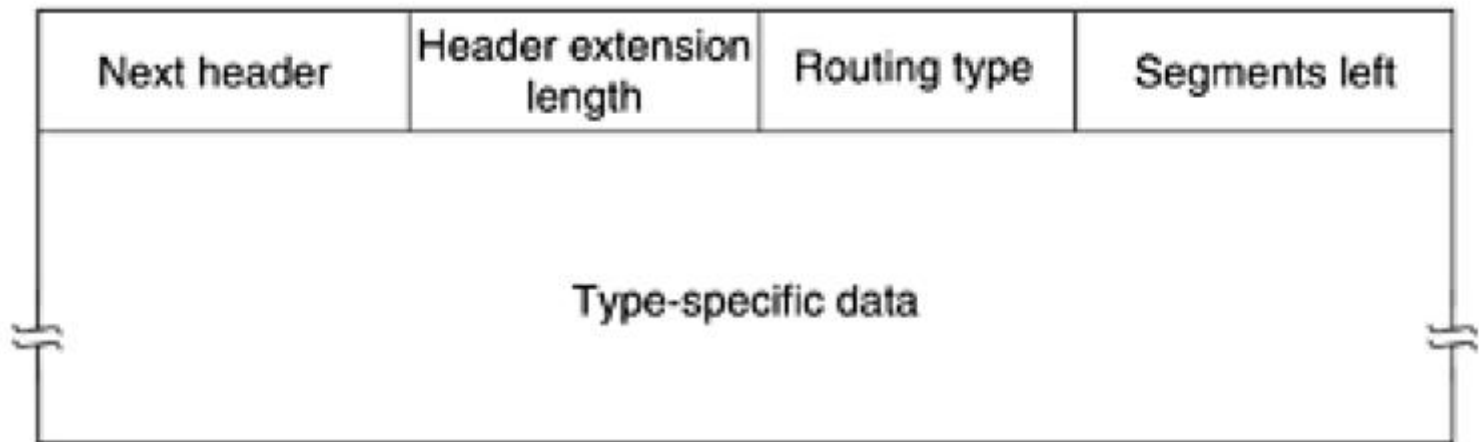 Next header
Header extension
length
Routing type
Segments left
Type-specific data